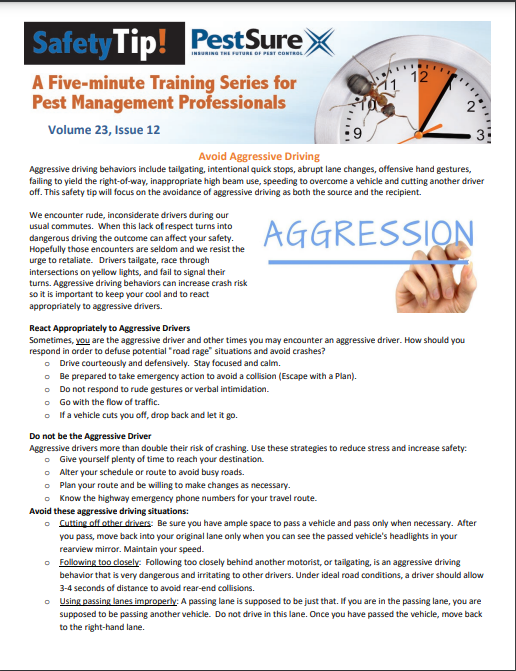 SafetyTip!
PestSure
INSURING THE FUTURE OF PEST CONTROL
A Five-minute Training Series for
Pest Management Professionals
Volume 23, Issue 12
11 12 1
10 2
9 3
Avoid Aggressive Driving
Aggressive driving behaviors include tailgating, intentional quick stops, abrupt lane changes, offensive hand gestures,
failing to yield the right-of-way, inappropriate high beam use, speeding to overcome a vehicle and cutting another driver
off. This safety tip will focus on the avoidance of aggressive driving as both the source and the recipient.
We encounter rude, inconsiderate drivers during our
usual commutes. When this lack of respect turns into
dangerous driving the outcome can affect your safety.
Hopefully those encounters are seldom and we resist the
urge to retaliate. Drivers tailgate, race through
intersections on yellow lights, and fail to signal their
turns. Aggressive driving behaviors can increase crash risk
so it is important to keep your cool and to react
appropriately to aggressive drivers.
AGGRESSION
React Appropriately to Aggressive Drivers
Sometimes, you are the aggressive driver and other times you may encounter an aggressive driver. How should you
respond in order to defuse potential "road rage" situations and avoid crashes?
o Drive courteously and defensively. Stay focused and calm.
o Be prepared to take emergency action to avoid a collision (Escape with a Plan).
o Do not respond to rude gestures or verbal intimidation.
o Go with the flow of traffic.
o If a vehicle cuts you off, drop back and let it go.
Do not be the Aggressive Driver
Aggressive drivers more than double their risk of crashing. Use these strategies to reduce stress and increase safety:
o Give yourself plenty of time to reach your destination.
o Alter your schedule or route to avoid busy roads.
o Plan your route and be willing to make changes as necessary.
o Know the highway emergency phone numbers for your travel route.
Avoid these aggressive driving situations:
o Cutting off other drivers: Be sure you have ample space to pass a vehicle and pass only when necessary. After
you pass, move back into your original lane only when you can see the passed vehicle's headlights in your
rearview mirror. Maintain your speed.
o Following too closely: Following too closely behind another motorist, or tailgating, is an aggressive driving
behavior that is very dangerous and irritating to other drivers. Under ideal road conditions, a driver should allow
3-4 seconds of distance to avoid rear-end collisions.
o Using passing lanes improperly: A passing lane is supposed to be just that. If you are in the passing lane, you are
supposed to be passing another vehicle. Do not drive in this lane. Once you have passed the vehicle, move back
to the right-hand lane.